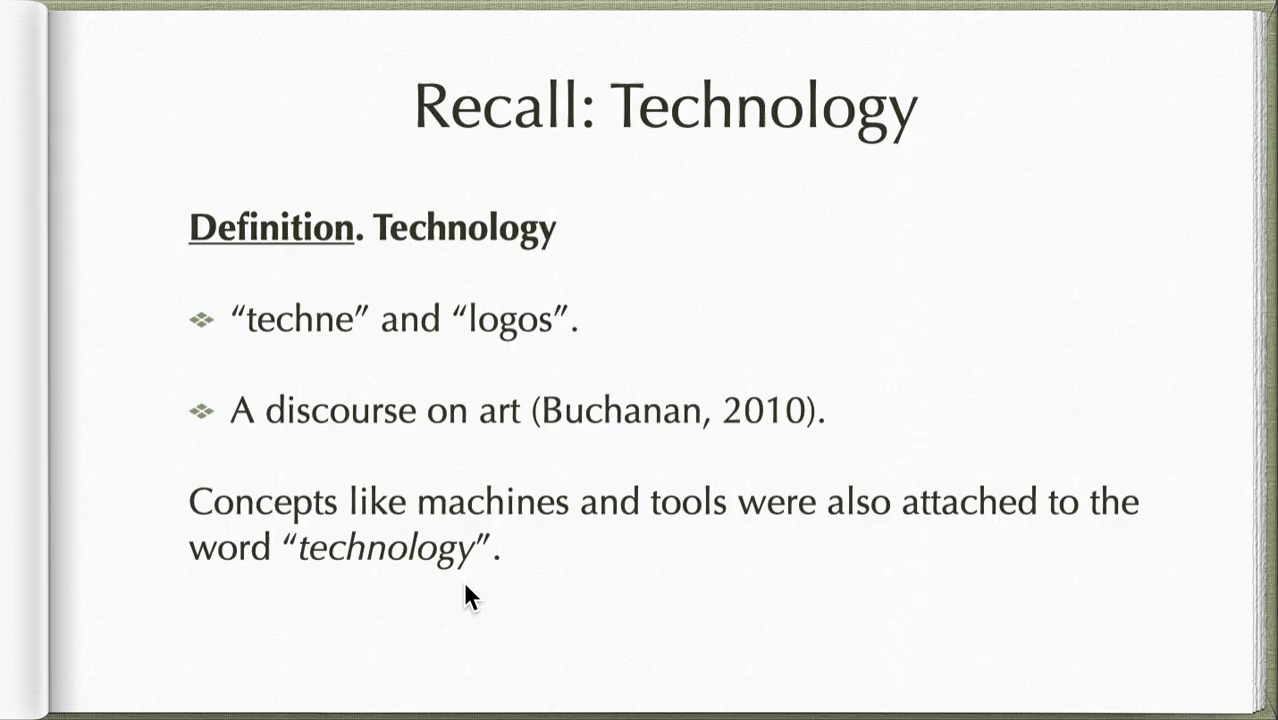 Recall: Technology
Definition. Technology
“techne” and “logos”.
A discourse on art (Buchanan, 2010).
Concepts like machines and tools were also attached to the
word “technology”.